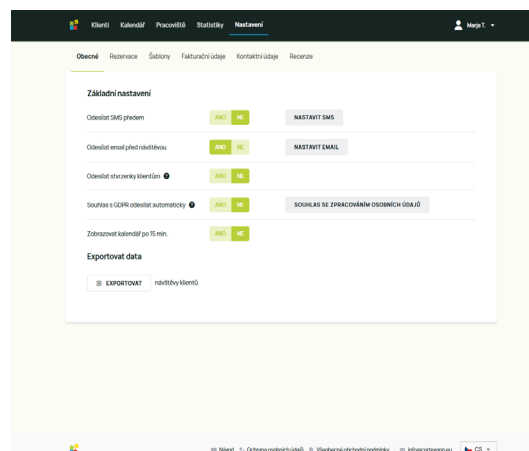 Klienti Kalendář Pracoviště Statistiky Nastavení Marja T.
Obecné Rezervace Šablony Fakturační údaje Kontaktní údaje Recenze
Základní nastavení
Odesílat SMS předem ANO NE NASTAVIT SMS
Odesílat email před návštěvou ANO NE NASTAVIT EMAIL
Odesílat stvrzenky klientům ? ANO NE
Souhlas s GDPR odesílat automaticky ? ANO NE SOUHLAS SE ZPRACOVÁNÍM OSOBNÍCH ÚDAJŮ
Zobrazovat kalendář po 15 min. ANO NE
Exportovat data
EXPORTOVAT návštěvy klientů
Návod Ochrana osobních údajů Všeobecné obchodní podmínky CS